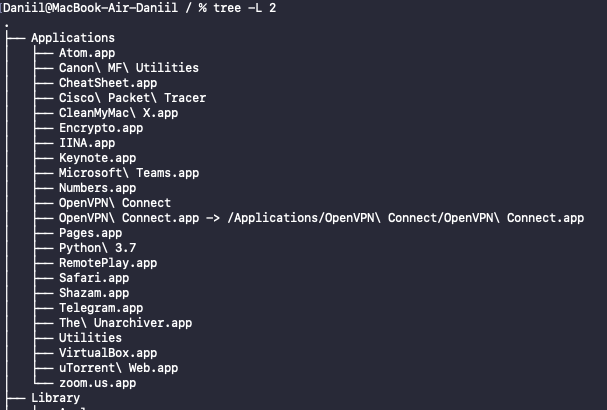 Daniil@MacBook-Air-Daniil / % tree -L 2
.
├── Applications
│   ├── Atom.app
│   ├── Canon\ MF\ Utilities
│   ├── CheatSheet.app
│   ├── Cisco\ Packet\ Tracer
│   ├── CleanMyMac\ X.app
│   ├── Encrypto.app
│   ├── IINA.app
│   ├── Keynote.app
│   ├── Microsoft\ Teams.app
│   ├── Numbers.app
│   ├── OpenVPN\ Connect
│   ├── OpenVPN\ Connect.app -> /Applications/OpenVPN\ Connect/OpenVPN\ Connect.app
│   ├── Pages.app
│   ├── Python\ 3.7
│   ├── RemotePlay.app
│   ├── Safari.app
│   ├── Shazam.app
│   ├── Telegram.app
│   ├── The\ Unarchiver.app
│   ├── Utilities
│   ├── VirtualBox.app
│   ├── uTorrent\ Web.app
│   └── zoom.us.app
├── Library